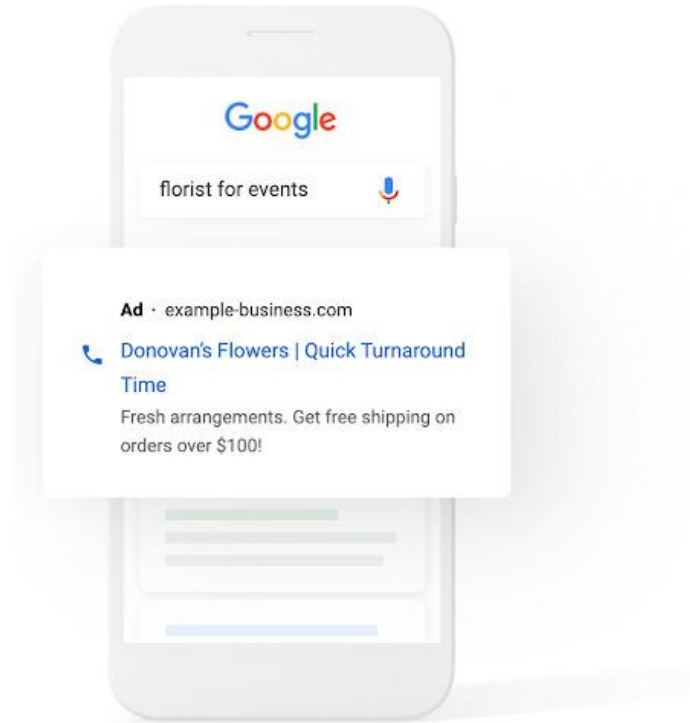 Google
florist for events
Ad · example-business.com
Donovan's Flowers | Quick Turnaround
Time
Fresh arrangements. Get free shipping on
orders over $100!